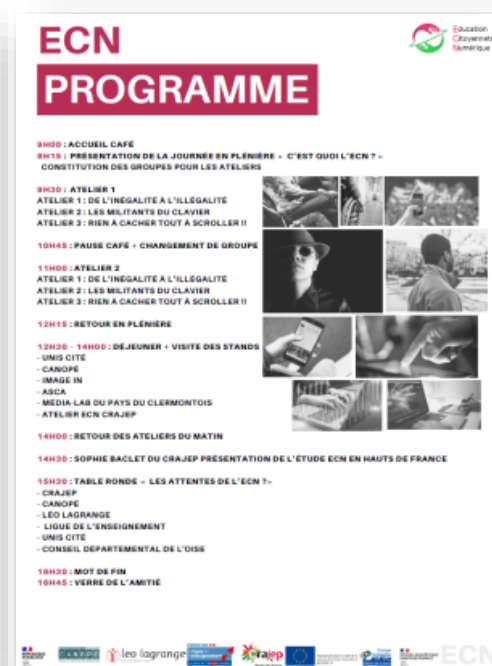 ECN
PROGRAMME
Education
Citoyenneté
Numérique
9H00 : ACCUEIL CAFÉ
9H15 : PRÉSENTATION DE LA JOURNÉE EN PLÉNIÈRE « C'EST QUOI L'ECN ? »
CONSTITUTION DES GROUPES POUR LES ATELIERS
9H30 : ATELIER 1
ATELIER 1 : DE L'INÉGALITÉ À L'ILLÉGALITÉ
ATELIER 2 : LES MILITANTS DU CLAVIER
ATELIER 3 : RIEN À CACHER TOUT À SCROLLER !!
10H45 : PAUSE CAFÉ + CHANGEMENT DE GROUPE
11H00 : ATELIER 2
ATELIER 1 : DE L'INÉGALITÉ À L'ILLÉGALITÉ
ATELIER 2 : LES MILITANTS DU CLAVIER
ATELIER 3 : RIEN À CACHER TOUT À SCROLLER !!
12H15 : RETOUR EN PLÉNIÈRE
12H30 - 14H00 : DÉJEUNER + VISITE DES STANDS
- UNIS CITÉ
- CANOPÉ
- IMAGE IN
- ASCA
- MÉDIA-LAB DU PAYS DU CLERMONTOIS
- ATELIER ECN CRAJEP
14H00 : RETOUR DES ATELIERS DU MATIN
14H30 : SOPHIE BACLET DU CRAJEP PRÉSENTATION DE L'ÉTUDE ECN EN HAUTS DE FRANCE
15H30 : TABLE RONDE « LES ATTENTES DE L'ECN ?»
- CRAJEP
- CANOPÉ
- LÉO LAGRANGE
- LIGUE DE L'ENSEIGNEMENT
- UNIS CITÉ
- CONSEIL DÉPARTEMENTAL DE L'OISE
16H30 : MOT DE FIN
16H45 : VERRE DE L'AMITIÉ
leo lagrange
Crajep
ECN